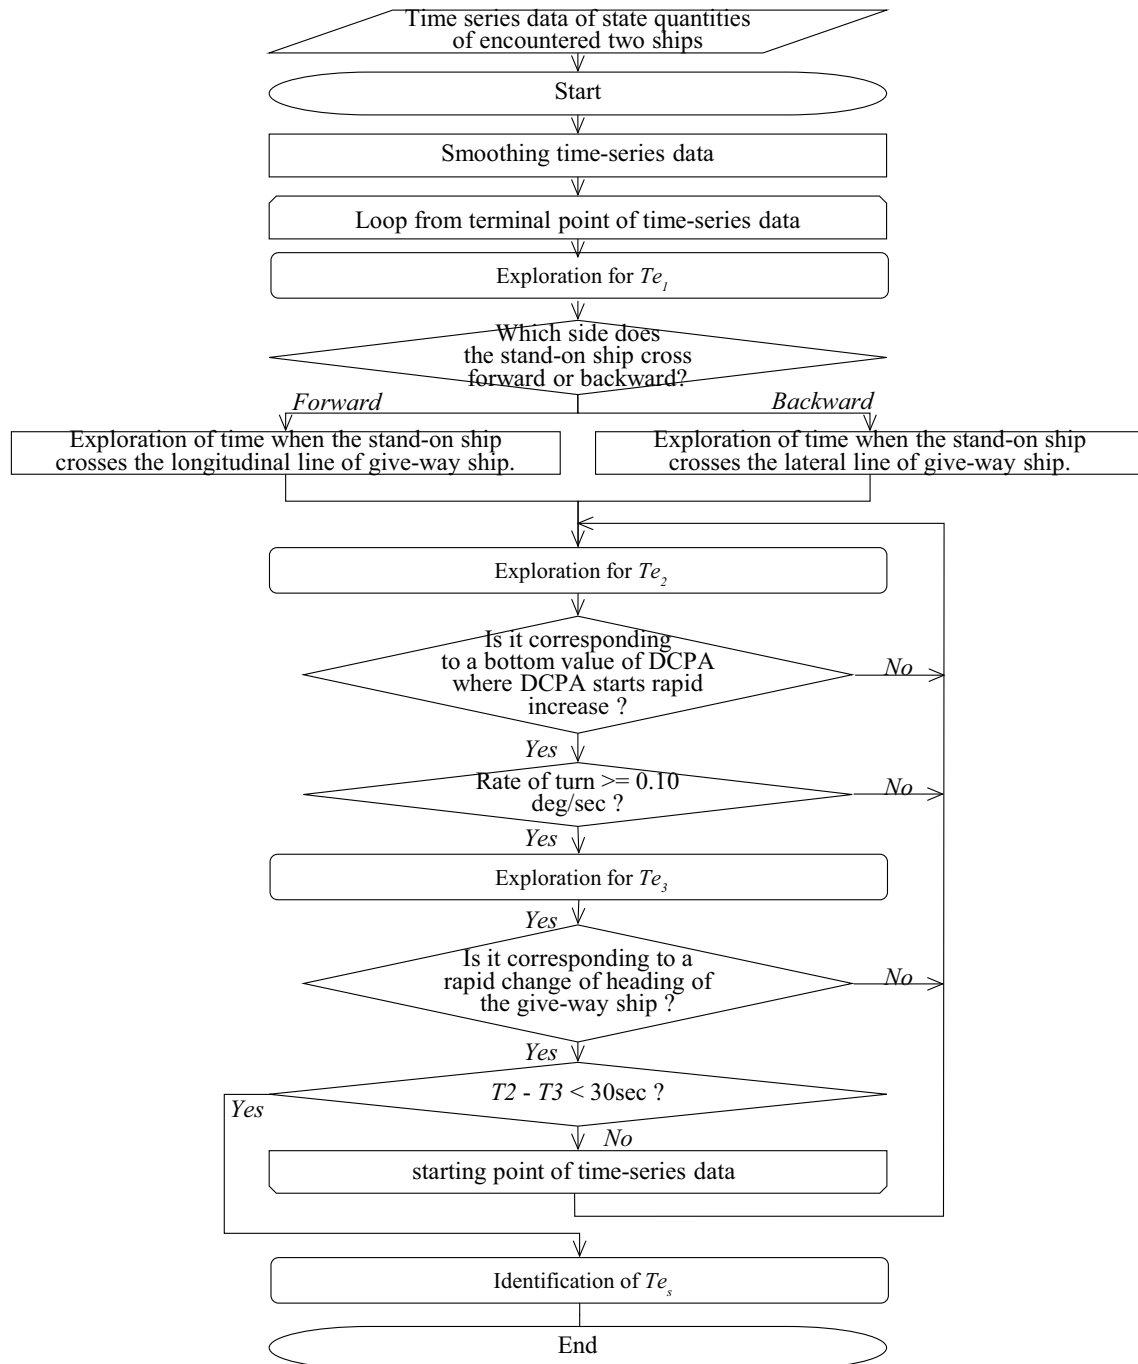 Time series data of state quantities
of encountered two ships
Start
Smoothing time-series data
Loop from terminal point of time-series data
Exploration for Te1
Which side does
the stand-on ship cross
forward or backward?
Forward
Backward
Exploration of time when the stand-on ship
crosses the longitudinal line of give-way ship.
Exploration of time when the stand-on ship
crosses the lateral line of give-way ship.
Exploration for Te2
Is it corresponding
to a bottom value of DCPA
where DCPA starts rapid
increase ?
No
Yes
Rate of turn >= 0.10
deg/sec ?
No
Yes
Exploration for Te3
Yes
Is it corresponding to a
rapid change of heading of
the give-way ship ?
No
Yes
T2 - T3 < 30sec ?
Yes
No
starting point of time-series data
Identification of Tes
End